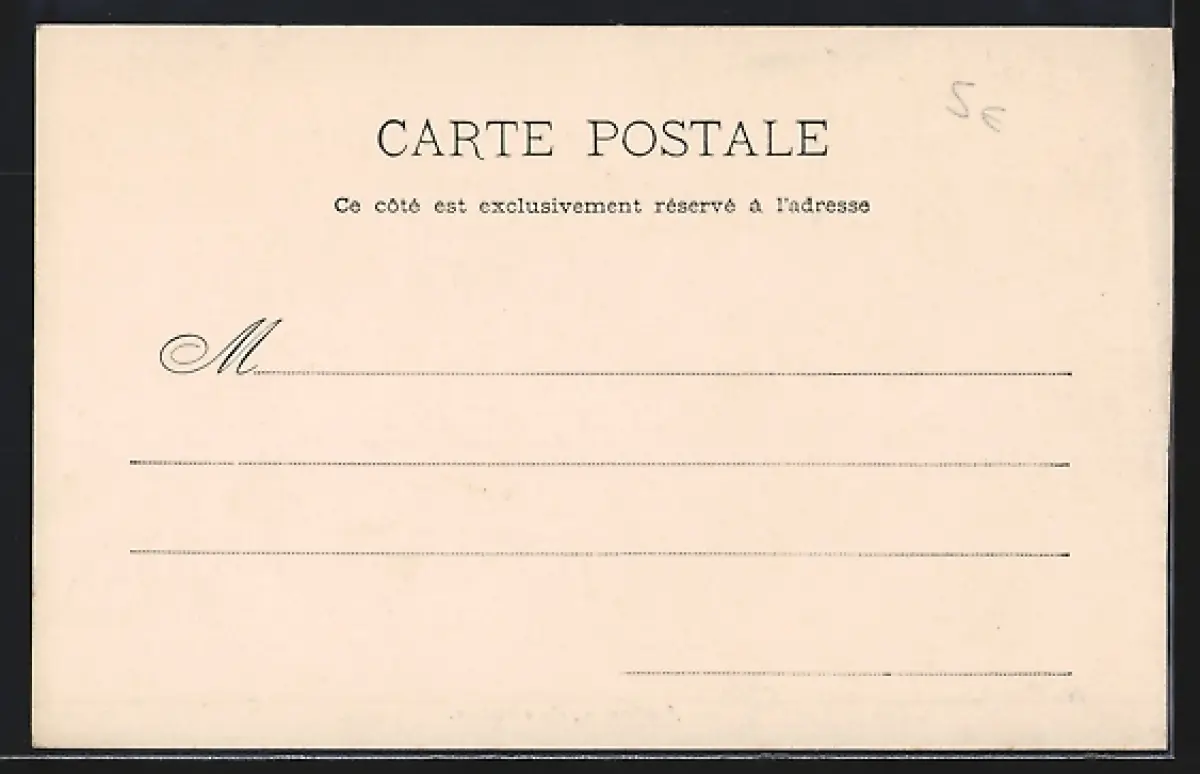 CARTE POSTALE
5 €
Ce côté est exclusivement réservé à l'adresse
M